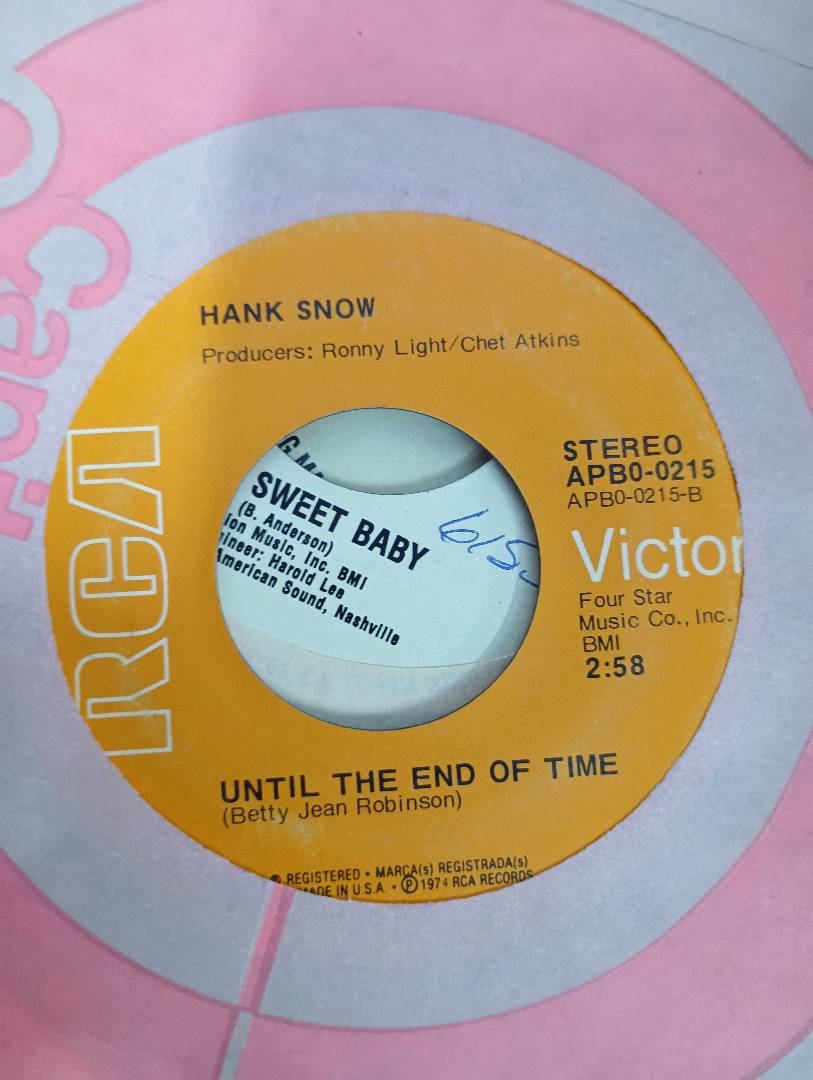 HANK SNOW
Producers: Ronny Light/Chet Atkins
RCA
STEREO
APB0-0215
APB0-0215-B
Victor
Four Star
Music Co., Inc.
BMI
2:58
SWEET BABY
(B. Anderson)
Music, Inc. BMI
Harold Lee
American Sound, Nashville
UNTIL THE END OF TIME
(Betty Jean Robinson)
REGISTERED • MARCA(s) REGISTRADA(s)
MADE IN U.S.A. • ℗ 1974 RCA RECORDS